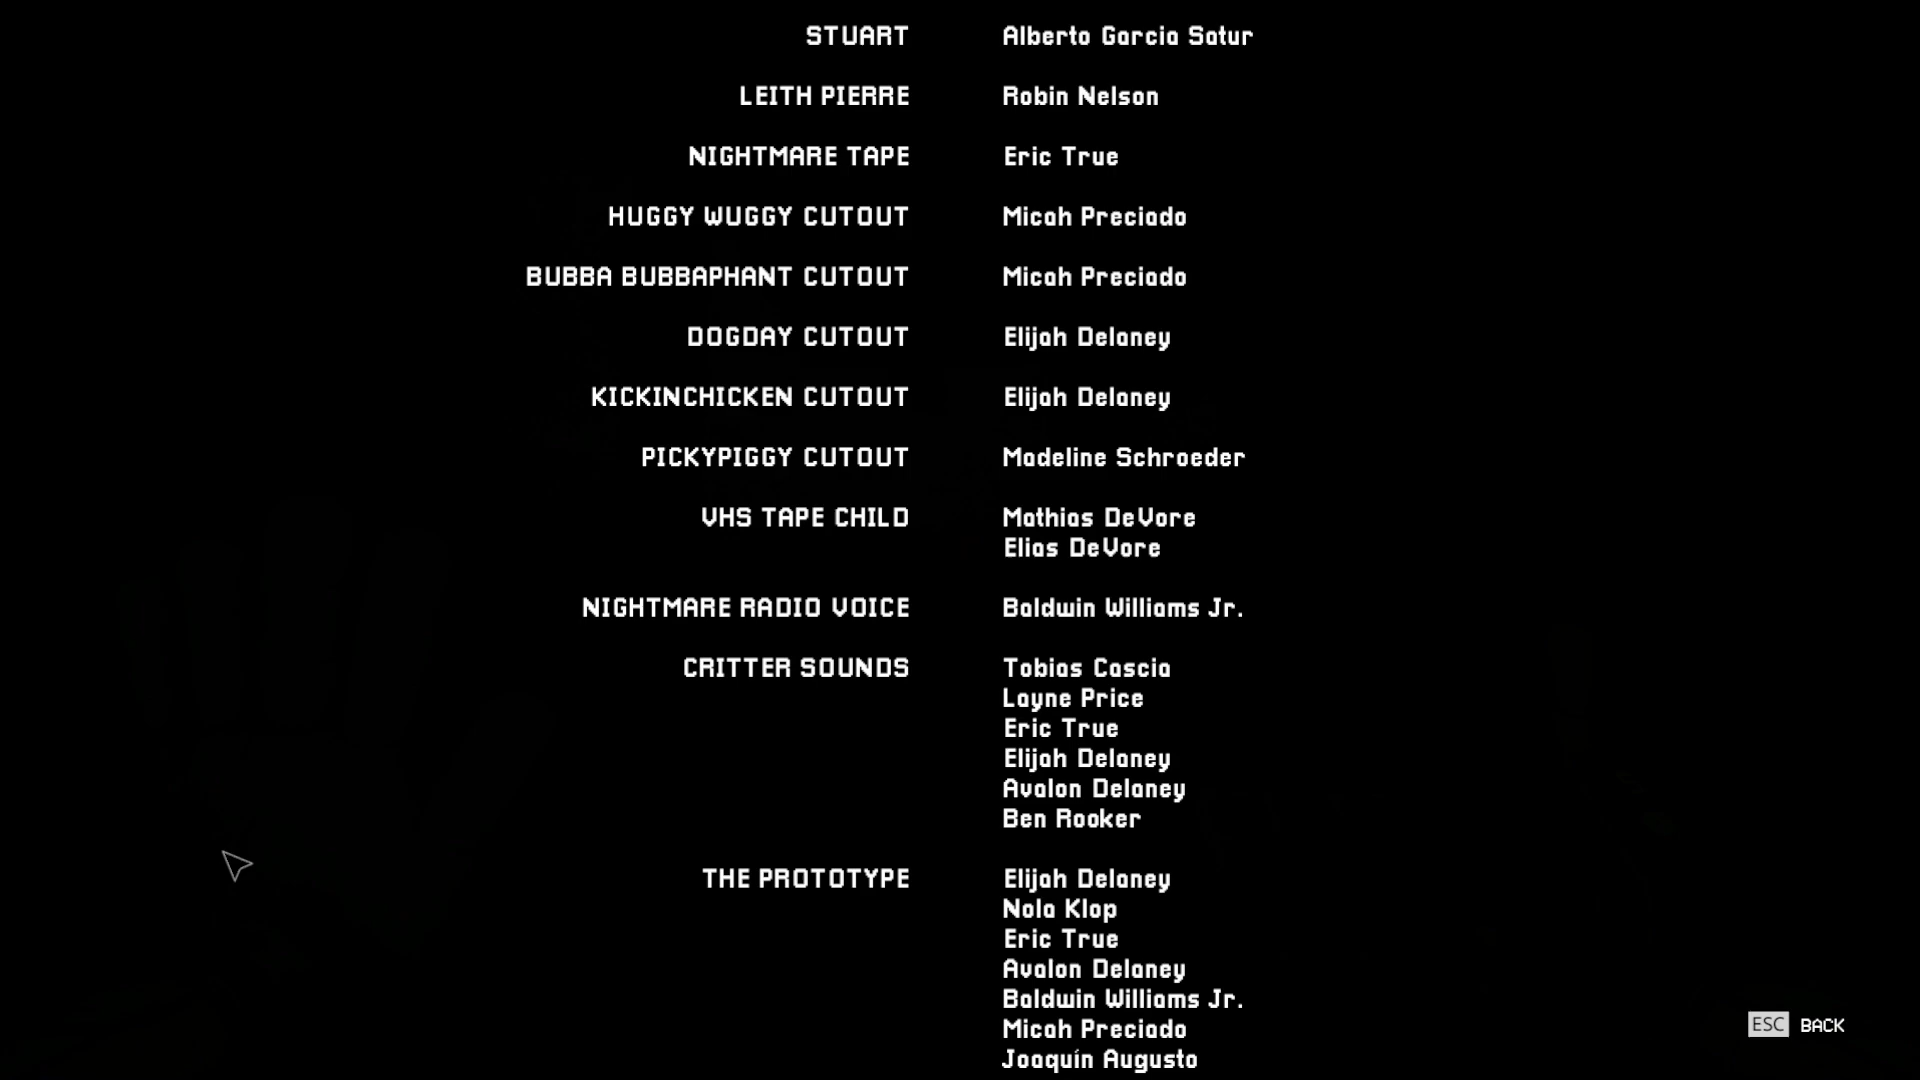 STUART Alberto Garcia Satur
LEITH PIERRE Robin Nelson
NIGHTMARE TAPE Eric True
HUGGY WUGGY CUTOUT Micah Preciado
BUBBA BUBBAPHANT CUTOUT Micah Preciado
DOGDAY CUTOUT Elijah Delaney
KICKINCHICKEN CUTOUT Elijah Delaney
PICKYPIGGY CUTOUT Madeline Schroeder
VHS TAPE CHILD Mathias DeVore
Elias DeVore
NIGHTMARE RADIO VOICE Baldwin Williams Jr.
CRITTER SOUNDS Tobias Cascia
Layne Price
Eric True
Elijah Delaney
Avalon Delaney
Ben Rooker
THE PROTOTYPE Elijah Delaney
Nola Klop
Eric True
Avalon Delaney
Baldwin Williams Jr.
Micah Preciado
Joaquín Augusto
ESC BACK